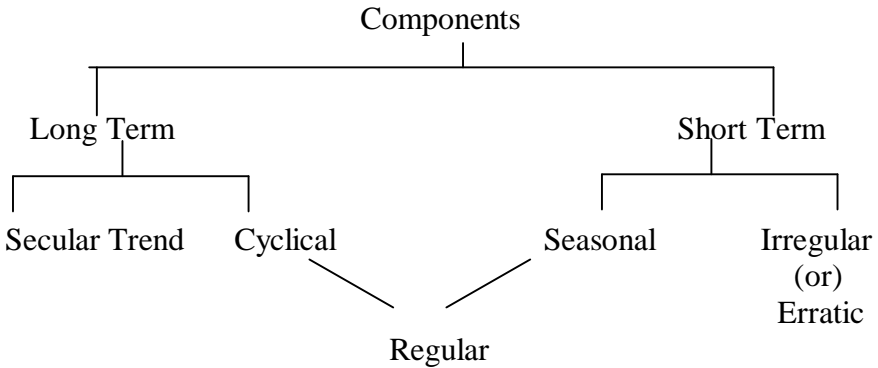 Components
Long Term
Short Term
Secular Trend
Cyclical
Seasonal
Irregular
(or)
Erratic
Regular